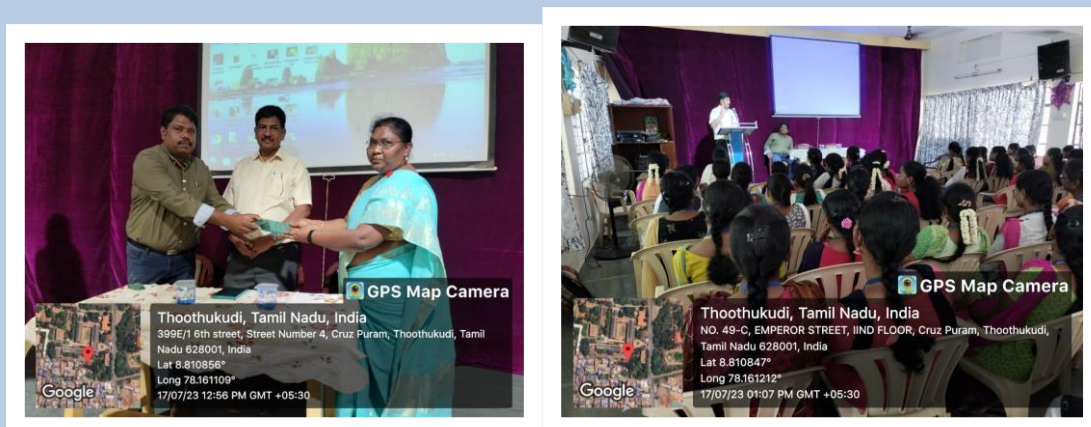 GPS Map Camera
Thoothukudi, Tamil Nadu, India
399E/1 6th street, Street Number 4, Cruz Puram, Thoothukudi, Tamil
Nadu 628001, India
Lat 8.810856°
Long 78.161109°
17/07/23 12:56 PM GMT +05:30
Google
GPS Map Camera
Thoothukudi, Tamil Nadu, India
NO. 49-C, EMPEROR STREET, IIND FLOOR, Cruz Puram, Thoothukudi,
Tamil Nadu 628001, India
Lat 8.810847°
Long 78.161212°
17/07/23 01:07 PM GMT +05:30
Google